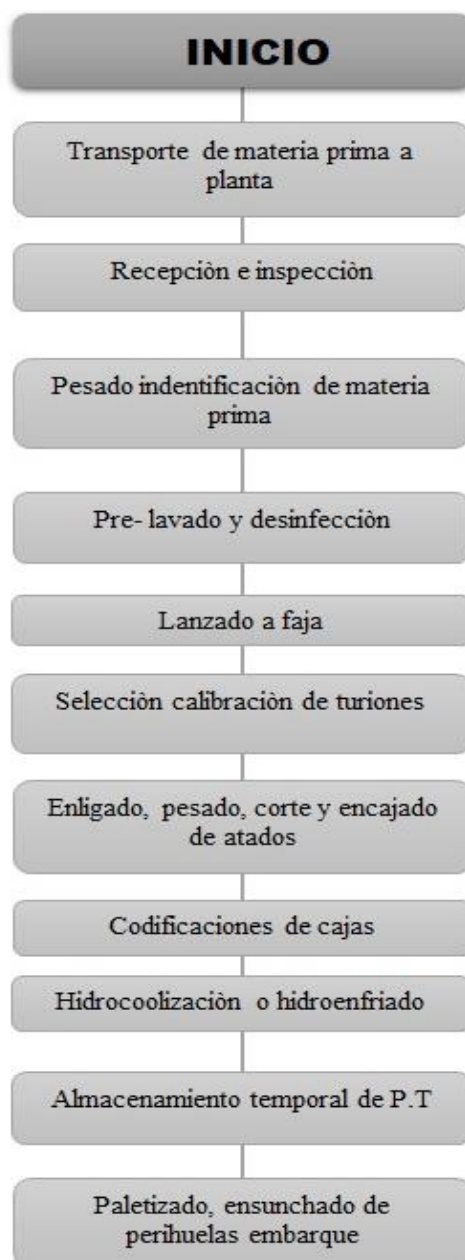 INICIO
Transporte de materia prima a
planta
Recepciòn e inspecciòn
Pesado indentificaciòn de materia
prima
Pre- lavado y desinfecciòn
Lanzado a faja
Selecciòn calibraciòn de turiones
Enligado, pesado, corte y encajado
de atados
Codificaciones de cajas
Hidrocoolizaciòn o hidroenfriado
Almacenamiento temporal de P.T
Paletizado, ensunchado de
perihuelas embarque